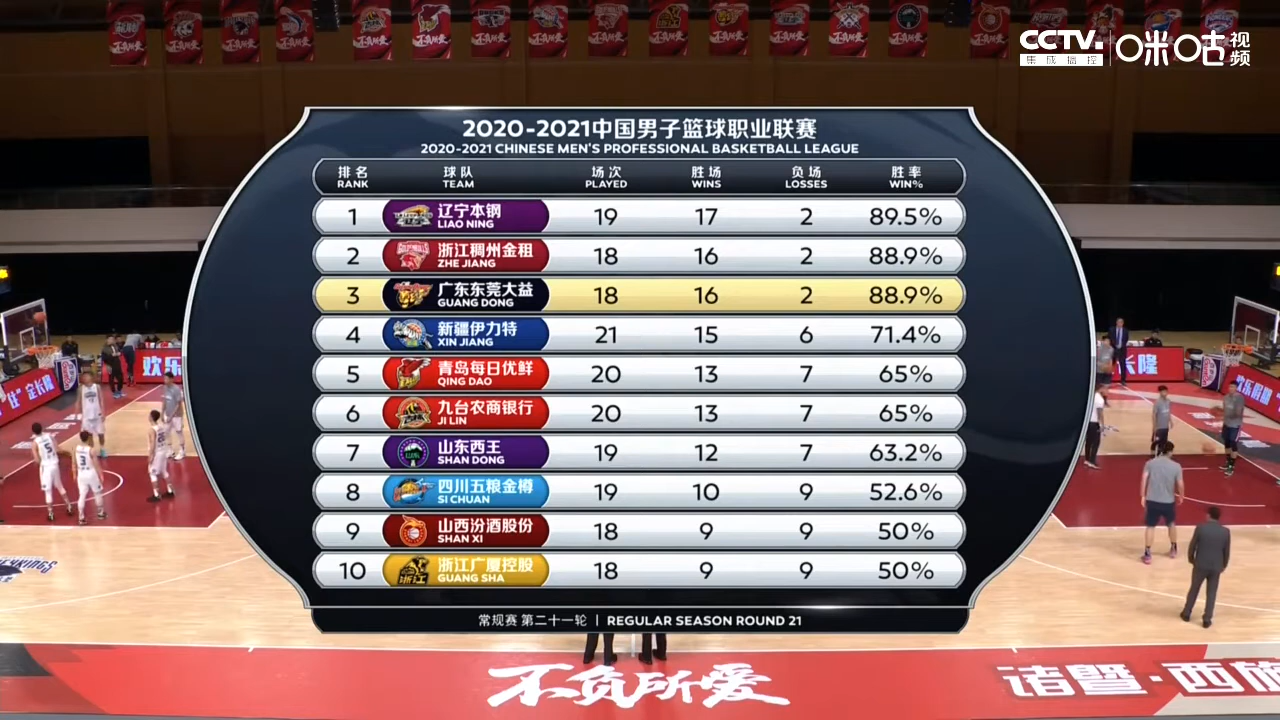 CCTV.
集成播控
咪咕
视频
2020-2021中国男子篮球职业联赛
2020-2021 CHINESE MEN'S PROFESSIONAL BASKETBALL LEAGUE
排名 球队 场次 胜场 负场 胜率
RANK TEAM PLAYED WINS LOSSES WIN%
1 辽宁本钢 LIAO NING 19 17 2 89.5%
2 浙江稠州金租 ZHE JIANG 18 16 2 88.9%
3 广东东莞大益 GUANG DONG 18 16 2 88.9%
4 新疆伊力特 XIN JIANG 21 15 6 71.4%
5 青岛每日优鲜 QING DAO 20 13 7 65%
6 九台农商银行 JI LIN 20 13 7 65%
7 山东西王 SHAN DONG 19 12 7 63.2%
8 四川五粮金樽 SI CHUAN 19 10 9 52.6%
9 山西汾酒股份 SHAN XI 18 9 9 50%
10 浙江广厦控股 GUANG SHA 18 9 9 50%
常规赛 第二十一轮 | REGULAR SEASON ROUND 21
欢乐
长隆
不负所爱
诸暨·西施